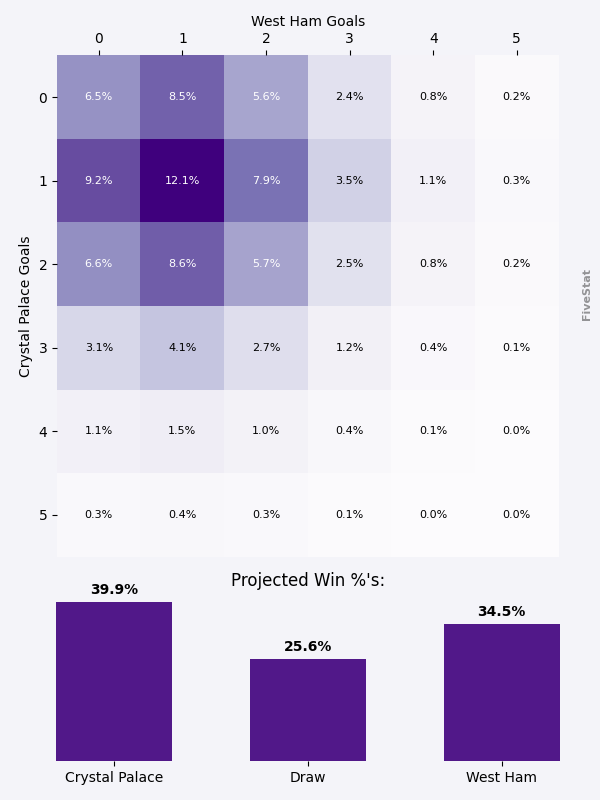 West Ham Goals
0 1 2 3 4 5
0 6.5% 8.5% 5.6% 2.4% 0.8% 0.2%
1 9.2% 12.1% 7.9% 3.5% 1.1% 0.3%
2 6.6% 8.6% 5.7% 2.5% 0.8% 0.2%
3 3.1% 4.1% 2.7% 1.2% 0.4% 0.1%
4 1.1% 1.5% 1.0% 0.4% 0.1% 0.0%
5 0.3% 0.4% 0.3% 0.1% 0.0% 0.0%
Crystal Palace Goals
FiveStat
Projected Win %'s:
39.9% 25.6% 34.5%
Crystal Palace Draw West Ham